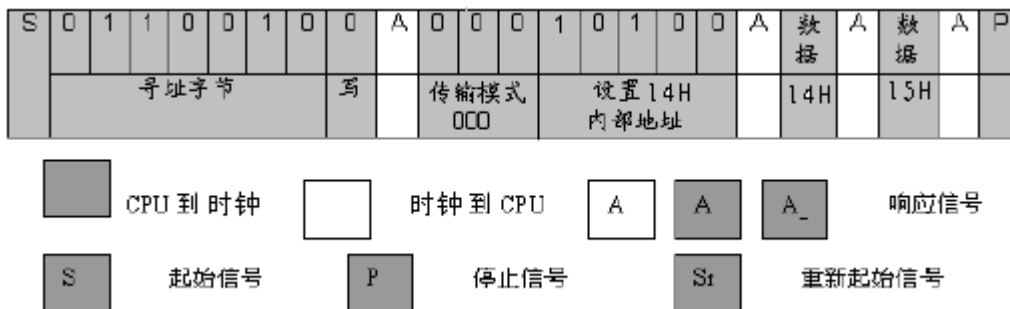 S 0 1 1 0 0 1 0 0 A 0 0 0 1 0 1 0 0 A 数据 A 数据 A P
寻址字节 写 传输模式 000 设置14H 内部地址 14H 15H
CPU 到 时钟 时钟 到 CPU A A A_ 响应信号
S 起始信号 P 停止信号 Sr 重新起始信号